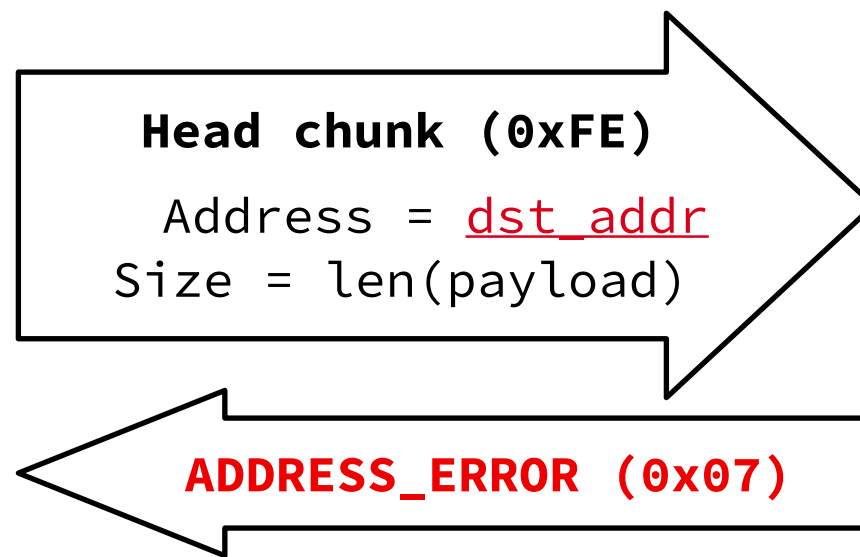 Head chunk (0xFE)
Address = dst_addr
Size = len(payload)
ADDRESS_ERROR (0x07)